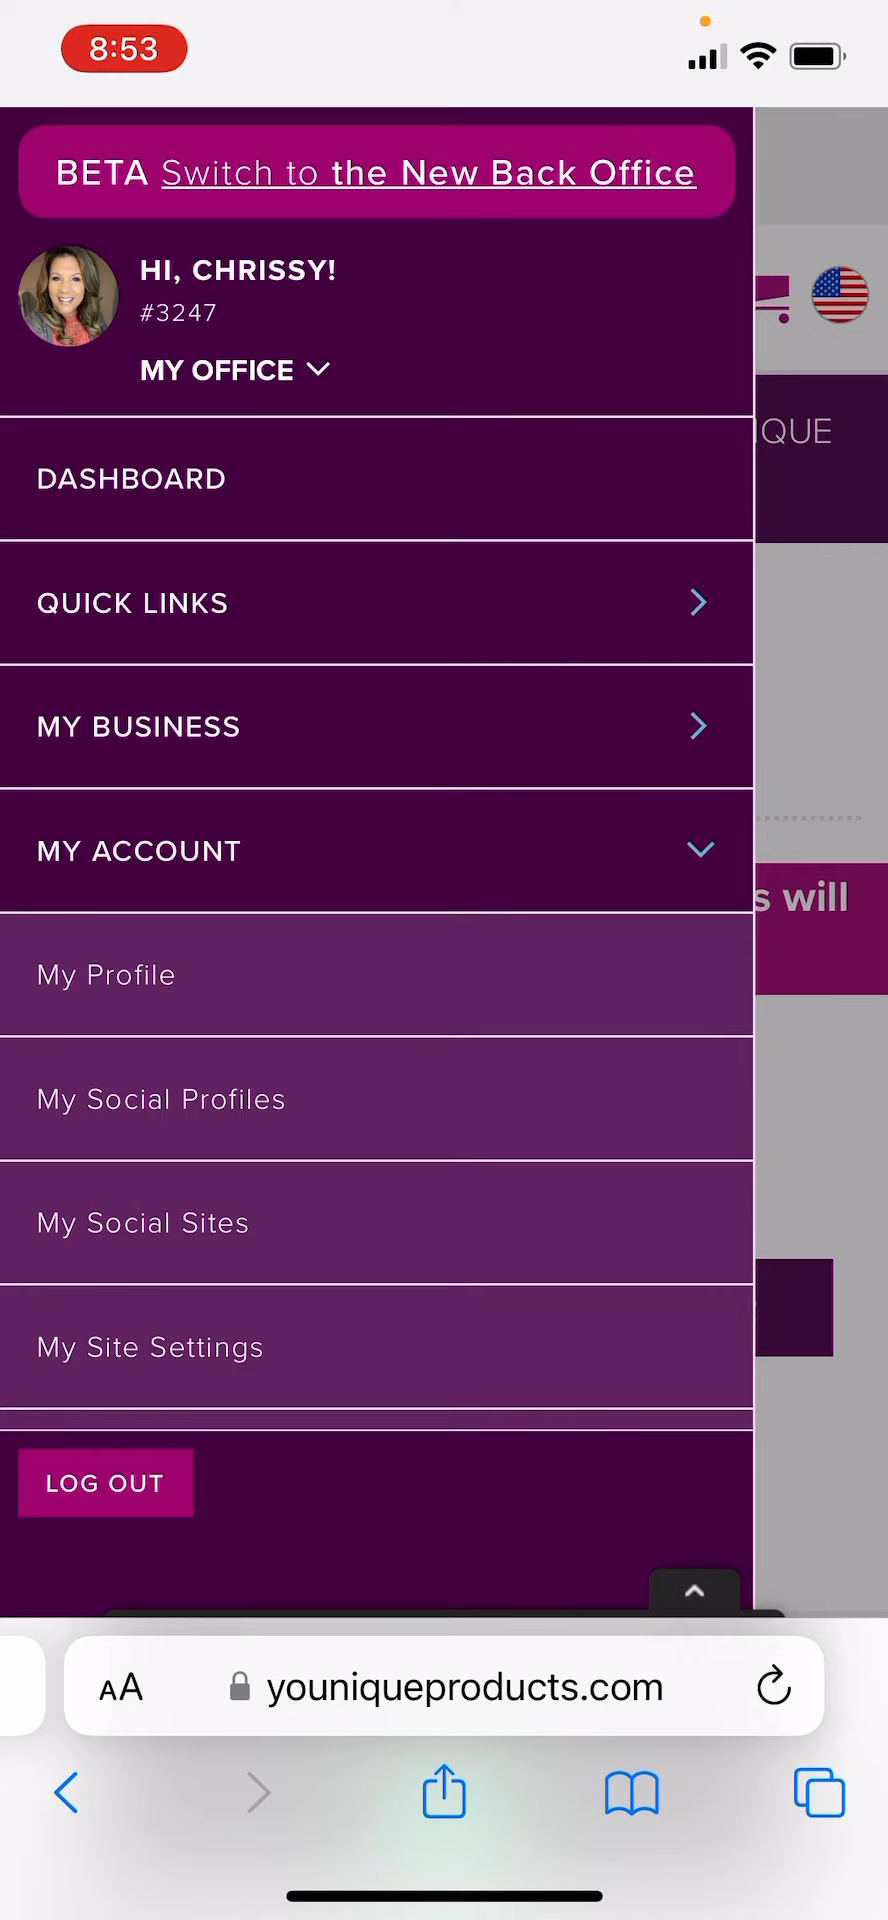 8:53
BETA Switch to the New Back Office
HI, CHRISSY!
#3247
MY OFFICE
IQUE
DASHBOARD
QUICK LINKS
MY BUSINESS
MY ACCOUNT
s will
My Profile
My Social Profiles
My Social Sites
My Site Settings
LOG OUT
AA youniqueproducts.com